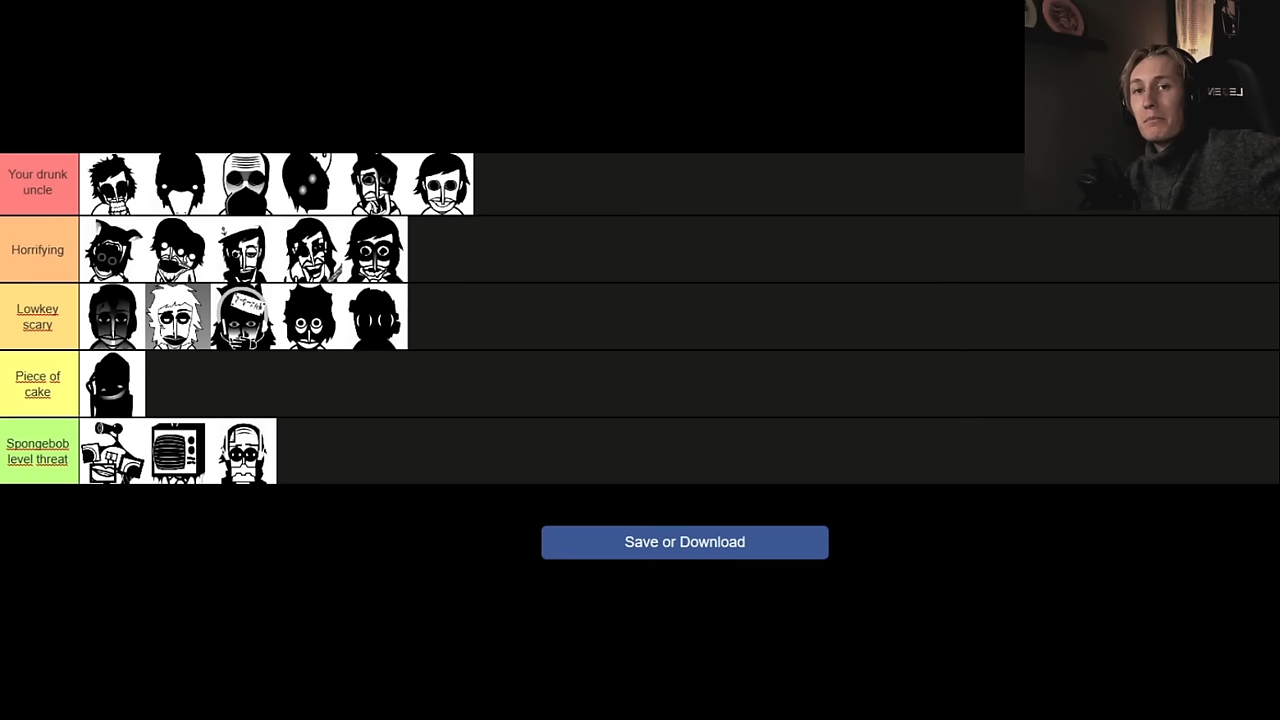 Your drunk
uncle
Horrifying
Lowkey
scary
Piece of
cake
Spongebob
level threat
Save or Download